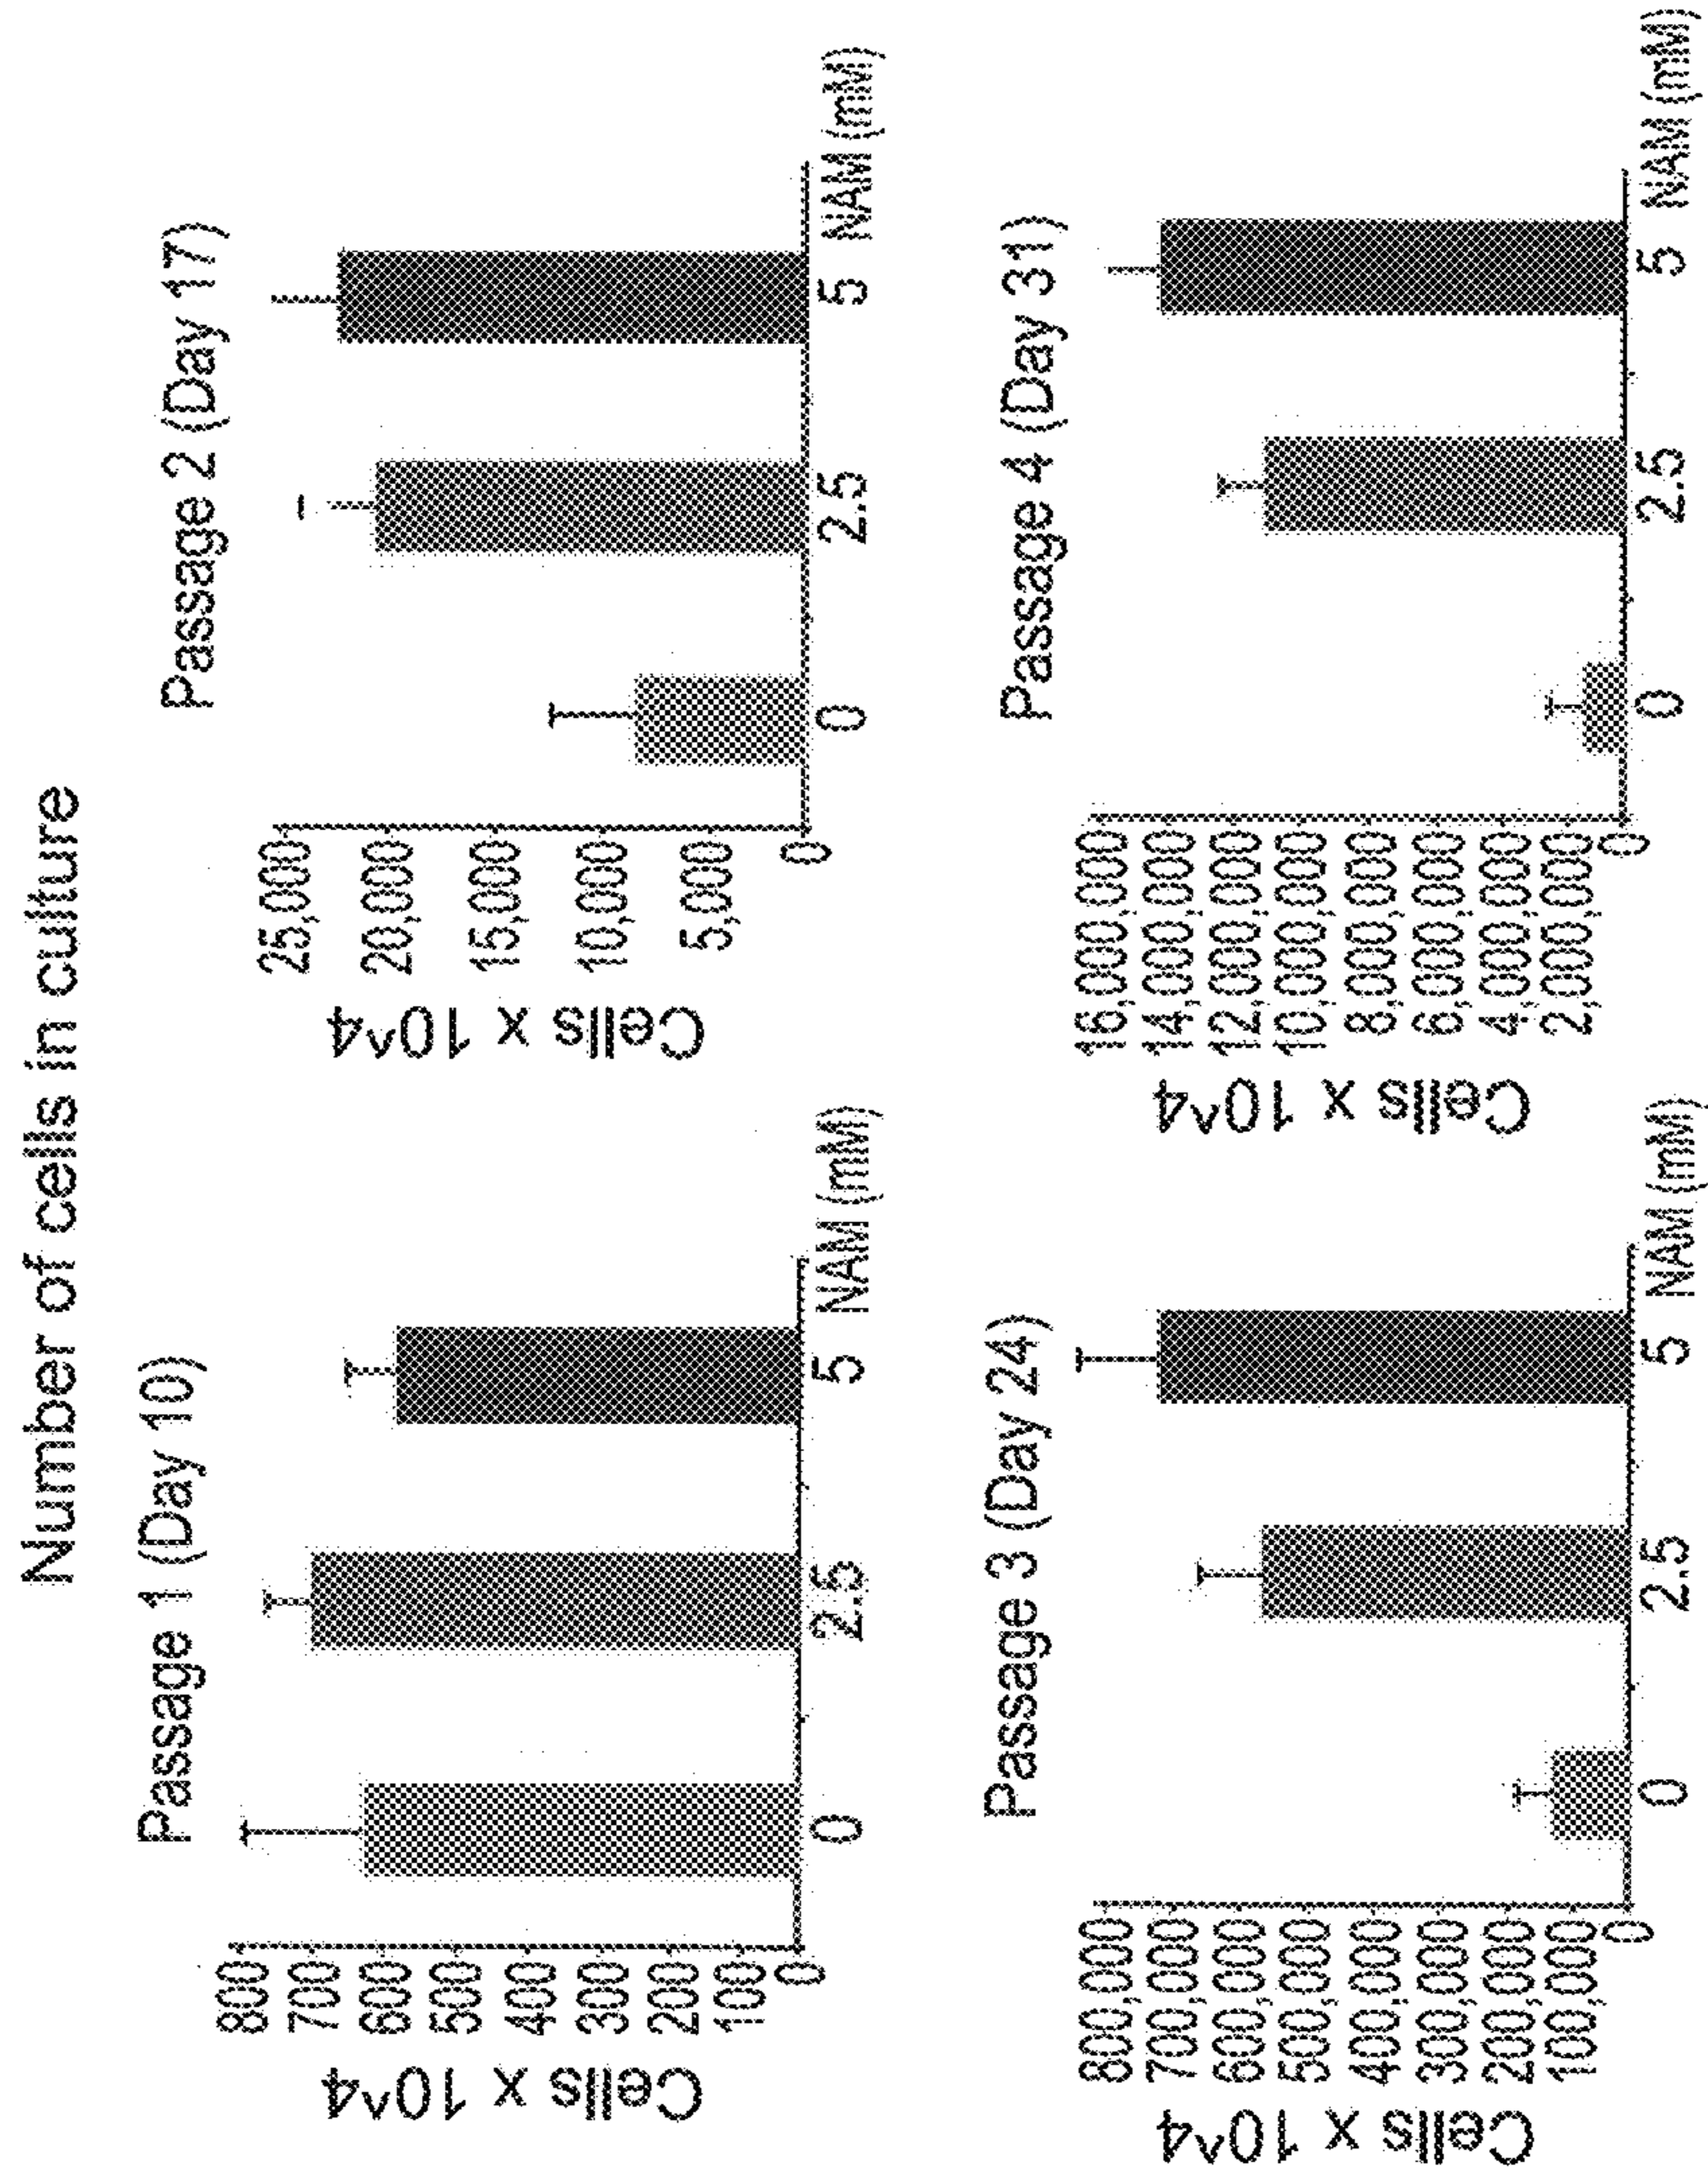 Number of cells in culture
Passage 1 (Day 10)
Cells x 10^4
800
700
600
500
400
300
200
100
0
0 2.5 5 NAM (mM)
Passage 2 (Day 17)
Cells x 10^4
25,000
20,000
15,000
10,000
5,000
0
0 2.5 5 NAM (mM)
Passage 3 (Day 24)
Cells x 10^4
800,000
700,000
600,000
500,000
400,000
300,000
200,000
100,000
0
0 2.5 5 NAM (mM)
Passage 4 (Day 31)
Cells x 10^4
16,000,000
14,000,000
12,000,000
10,000,000
8,000,000
6,000,000
4,000,000
2,000,000
0
0 2.5 5 NAM (mM)